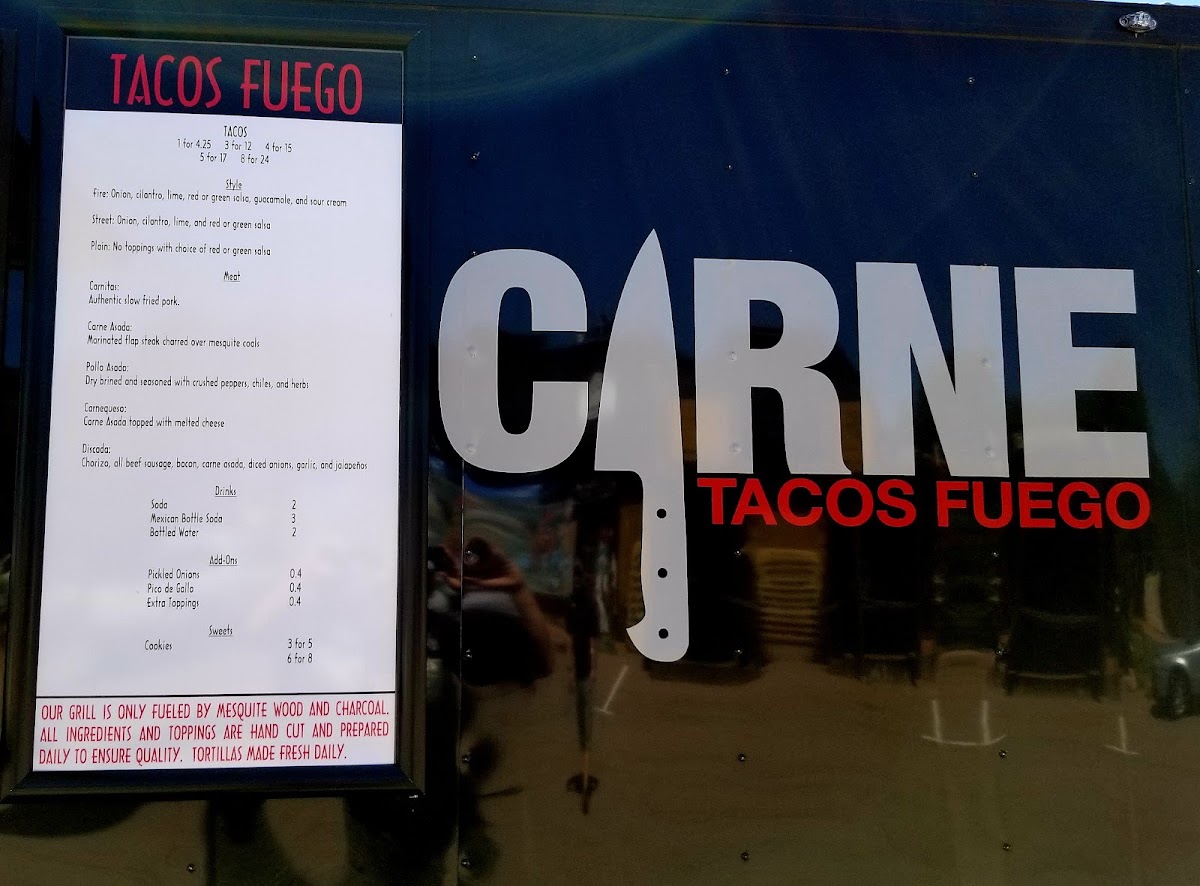 TACOS FUEGO
TACOS
1 for 4.25 3 for 12 4 for 15
5 for 17 8 for 24
Style
Fire: Onion, cilantro, lime, red or green salsa, guacamole, and sour cream
Street: Onion, cilantro, lime, and red or green salsa
Plain: No toppings with choice of red or green salsa
Meat
Carnitas:
Authentic slow fried pork.
Carne Asada:
Marinated flap steak charred over mesquite coals
Pollo Asada:
Dry brined and seasoned with crushed peppers, chiles, and herbs
Carnequeso:
Carne Asada topped with melted cheese
Discada:
Chorizo, all beef sausage, bacon, carne asada, diced onions, garlic, and jalapeños
Drinks
Soda 2
Mexican Bottle Soda 3
Bottled Water 2
Add-Ons
Pickled Onions 0.4
Pico de Gallo 0.4
Extra Toppings 0.4
Sweets
Cookies 3 for 5
6 for 8
OUR GRILL IS ONLY FUELED BY MESQUITE WOOD AND CHARCOAL.
ALL INGREDIENTS AND TOPPINGS ARE HAND CUT AND PREPARED
DAILY TO ENSURE QUALITY. TORTILLAS MADE FRESH DAILY.
CARNE
TACOS FUEGO